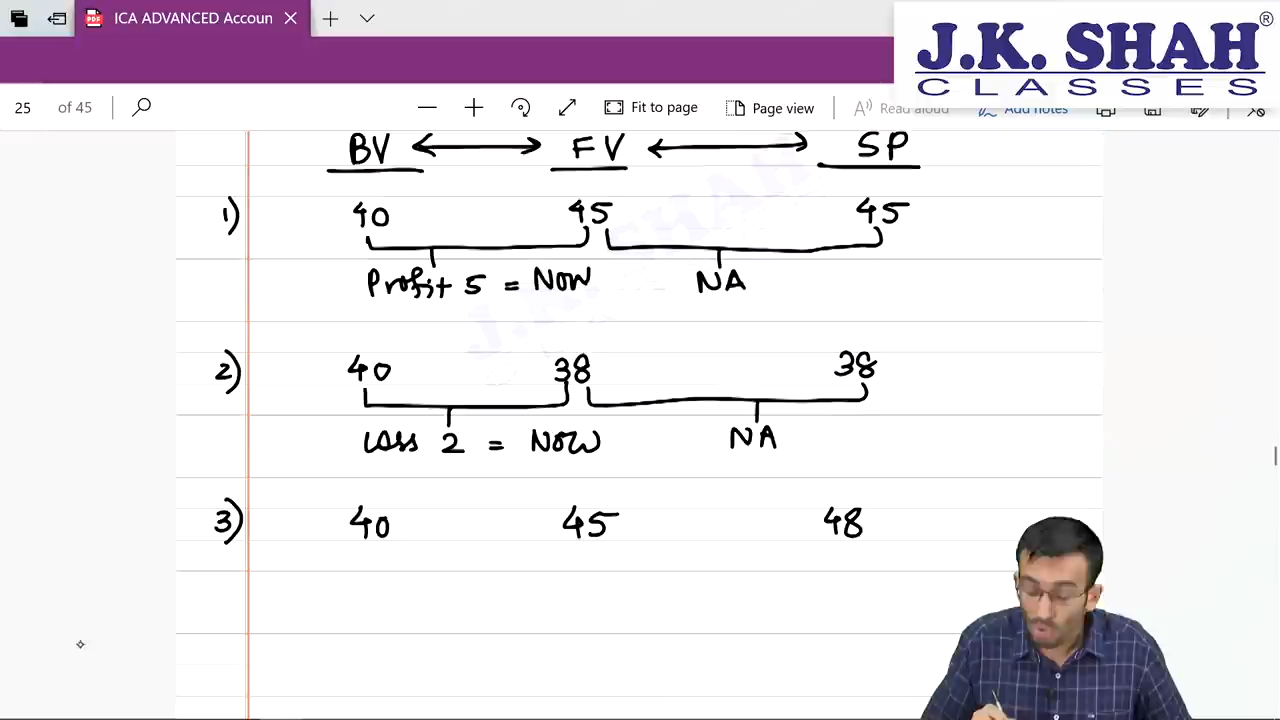 ICA ADVANCED Accoun
J.K. SHAH®
CLASSES
25 of 45
Fit to page
Page view
Read aloud
Add notes
BV FV SP
1) 40 45 45
Profit 5 = Now NA
2) 40 38 38
Loss 2 = Now NA
3) 40 45 48
J.K. SHAH